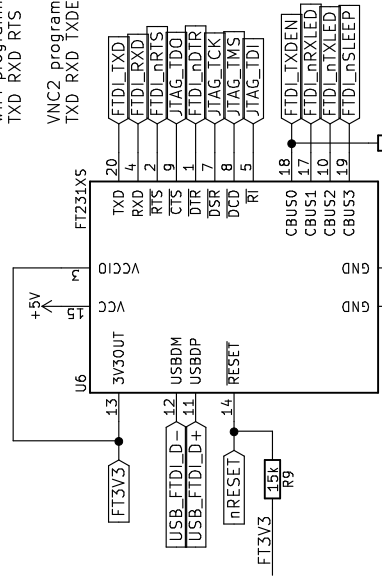 TXD RXD RTS
VNC2 program
TXD RXD TXDE
FTDI_TXD
FTDI_RXD
FTDI_nRTS
JTAG_TDO
FTDI_nDTR
JTAG_TCK
JTAG_TMS
JTAG_TDI
FTDI_TXDEN
FTDI_nRXLED
FTDI_nTXLED
FTDI_nSLEEP
20
4
2
9
1
7
8
5
18
17
10
19
FT231XS
TXD
RXD
RTS
CTS
DTR
DSR
DCD
RI
CBUS0
CBUS1
CBUS2
CBUS3
3
VCCIO
GND
+5V
15
VCC
GND
U6
3V3OUT
USBDM
USBDP
RESET
13
12
11
14
FT3V3
USB_FTDI_D-
USB_FTDI_D+
nRESET
15k
R9
FT3V3